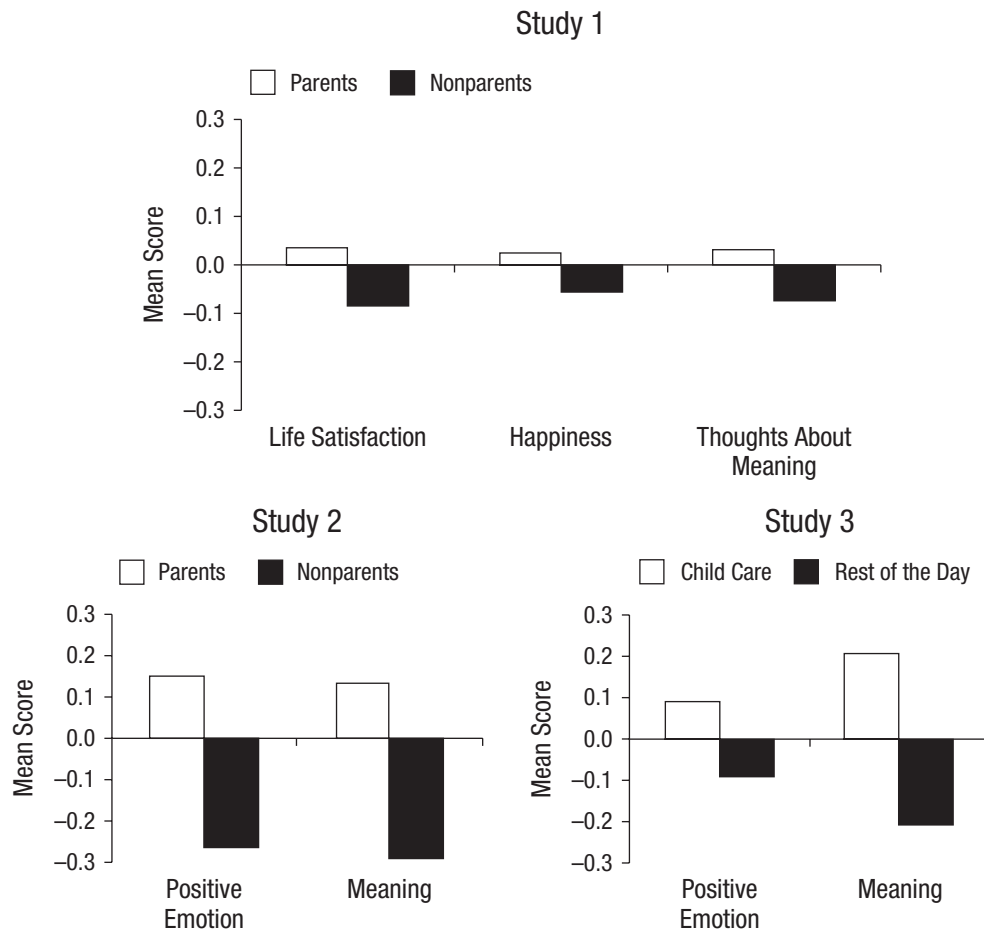 Study 1
Parents Nonparents
Mean Score
0.3
0.2
0.1
0.0
–0.1
–0.2
–0.3
Life Satisfaction
Happiness
Thoughts About
Meaning
Study 2
Parents Nonparents
Mean Score
0.3
0.2
0.1
0.0
–0.1
–0.2
–0.3
Positive
Emotion
Meaning
Study 3
Child Care Rest of the Day
Mean Score
0.3
0.2
0.1
0.0
–0.1
–0.2
–0.3
Positive
Emotion
Meaning